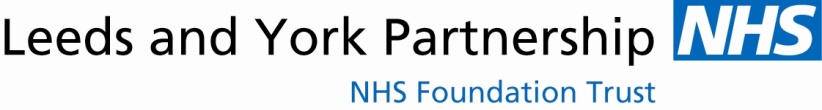 Leeds and York Partnership NHS
NHS Foundation Trust